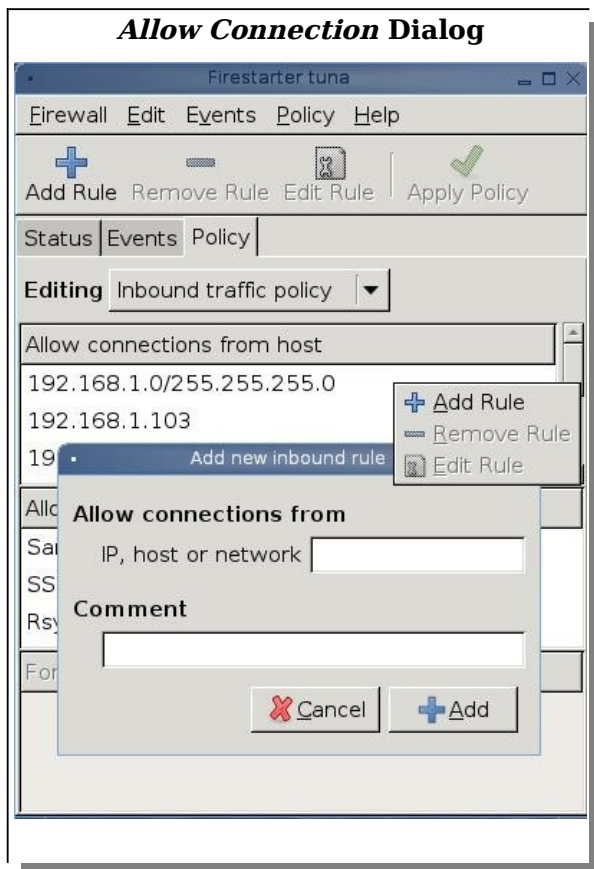 Allow Connection Dialog
Firestarter tuna
Firewall Edit Events Policy Help
Add Rule Remove Rule Edit Rule Apply Policy
Status Events Policy
Editing Inbound traffic policy
Allow connections from host
192.168.1.0/255.255.255.0
192.168.1.103
19
Add Rule
Remove Rule
Edit Rule
Add new inbound rule
Allow connections from
IP, host or network
Comment
Cancel Add